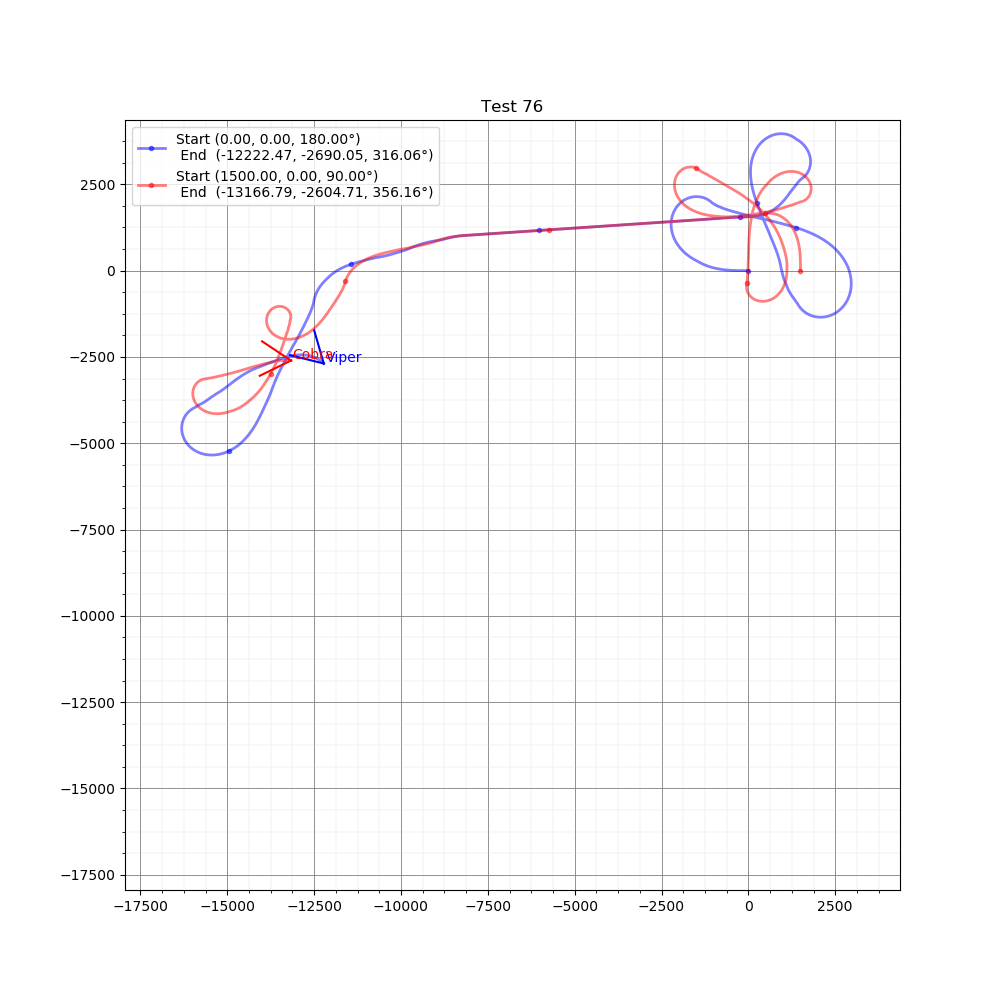 Test 76
Start (0.00, 0.00, 180.00°)
End (-12222.47, -2690.05, 316.06°)
Start (1500.00, 0.00, 90.00°)
End (-13166.79, -2604.71, 356.16°)
2500
0
−2500
−5000
−7500
−10000
−12500
−15000
−17500
Cobra
Viper
−17500 −15000 −12500 −10000 −7500 −5000 −2500 0 2500